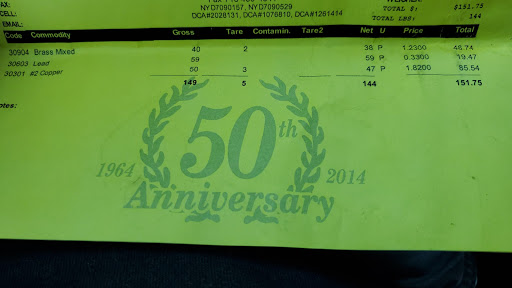 NYD7090157, NYD7090529
DCA#2028131, DCA#1076810, DCA#1261414
CELL:
EMAIL:
TOTAL $: $151.75
TOTAL LBS: 144
Code Commodity Gross Tare Contamin. Tare2 Net U Price Total
30904 Brass Mixed 40 2 38 P 1.2300 46.74
30603 Lead 59 59 P 0.3300 19.47
30301 #2 Copper 50 3 47 P 1.8200 85.54
149 5 144 151.75
otes:
50th
1964 2014
Anniversary